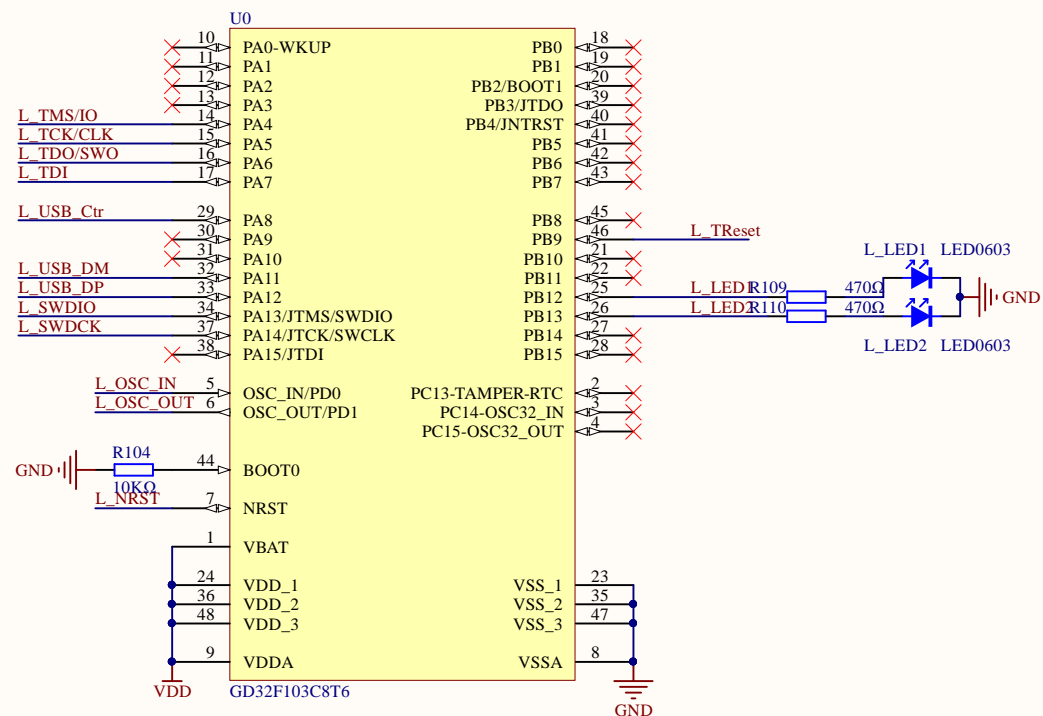 U0
10 PA0-WKUP PB0 18
11 PA1 PB1 19
12 PA2 PB2/BOOT1 20
13 PA3 PB3/JTDO 39
L_TMS/IO 14 PA4 PB4/JNTRST 40
L_TCK/CLK 15 PA5 PB5 41
L_TDO/SWO 16 PA6 PB6 42
L_TDI 17 PA7 PB7 43
L_USB_Ctr 29 PA8 PB8 45
30 PA9 PB9 46 L_TReset
31 PA10 PB10 21 L_LED1 LED0603
L_USB_DM 32 PA11 PB11 22
L_USB_DP 33 PA12 PB12 25 L_LED1 R109 470Ω GND
L_SWDIO 34 PA13/JTMS/SWDIO PB13 26 L_LED2 R110 470Ω
L_SWDCK 37 PA14/JTCK/SWCLK PB14 27
38 PA15/JTDI PB15 28 L_LED2 LED0603
L_OSC_IN 5 OSC_IN/PD0 PC13-TAMPER-RTC 2
L_OSC_OUT 6 OSC_OUT/PD1 PC14-OSC32_IN 3
PC15-OSC32_OUT 4
R104
GND 44 BOOT0
10KΩ
L_NRST 7 NRST
1 VBAT
24 VDD_1 VSS_1 23
36 VDD_2 VSS_2 35
48 VDD_3 VSS_3 47
9 VDDA VSSA 8
VDD GD32F103C8T6
GND